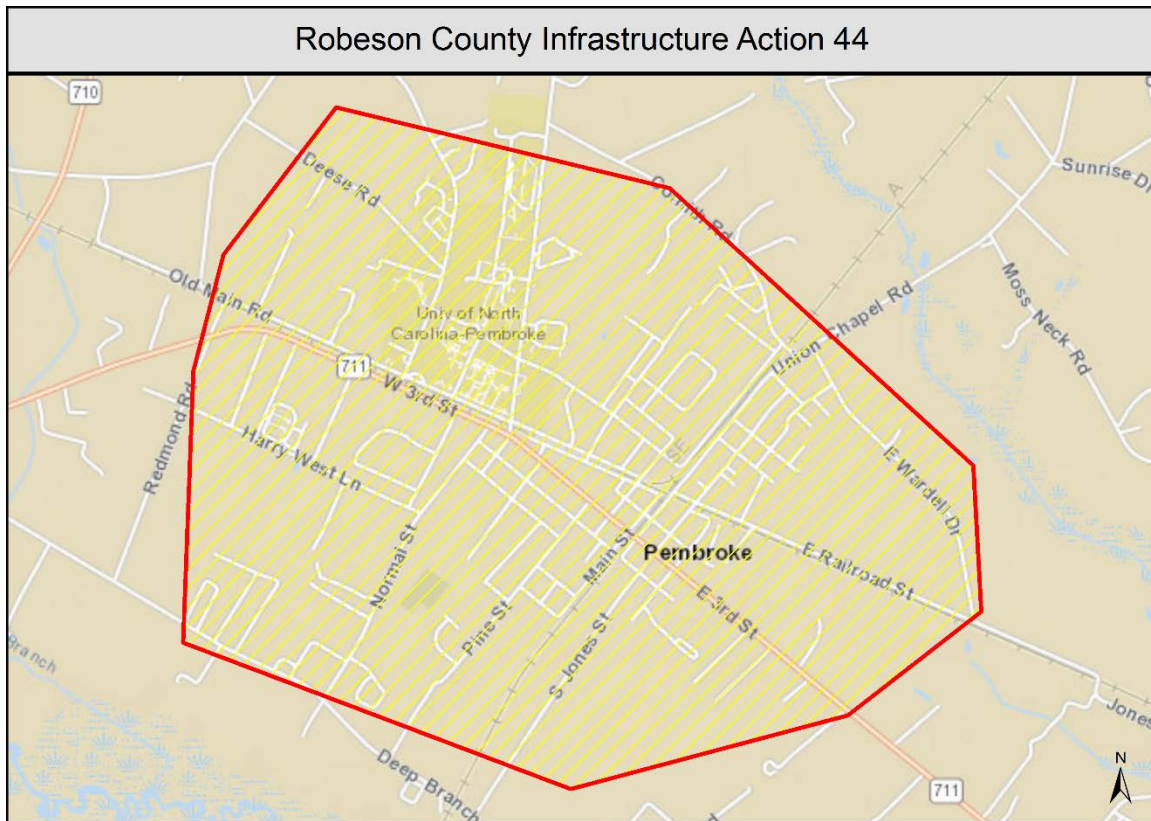 Robeson County Infrastructure Action 44
710
Sunrise Dr
Deese Rd
Corinth Rd
A
Old Main Rd
Univ of North
Carolina-Pembroke
Union Chapel Rd
Moss Neck Rd
711
W 3rd St
Redmond Rd
Harry West Ln
SE
E Wardell Dr
Normal St
Main St
Pembroke
E Railroad St
Pine St
E 3rd St
S Jones St
Branch
Jones
Deep Branch
711
N